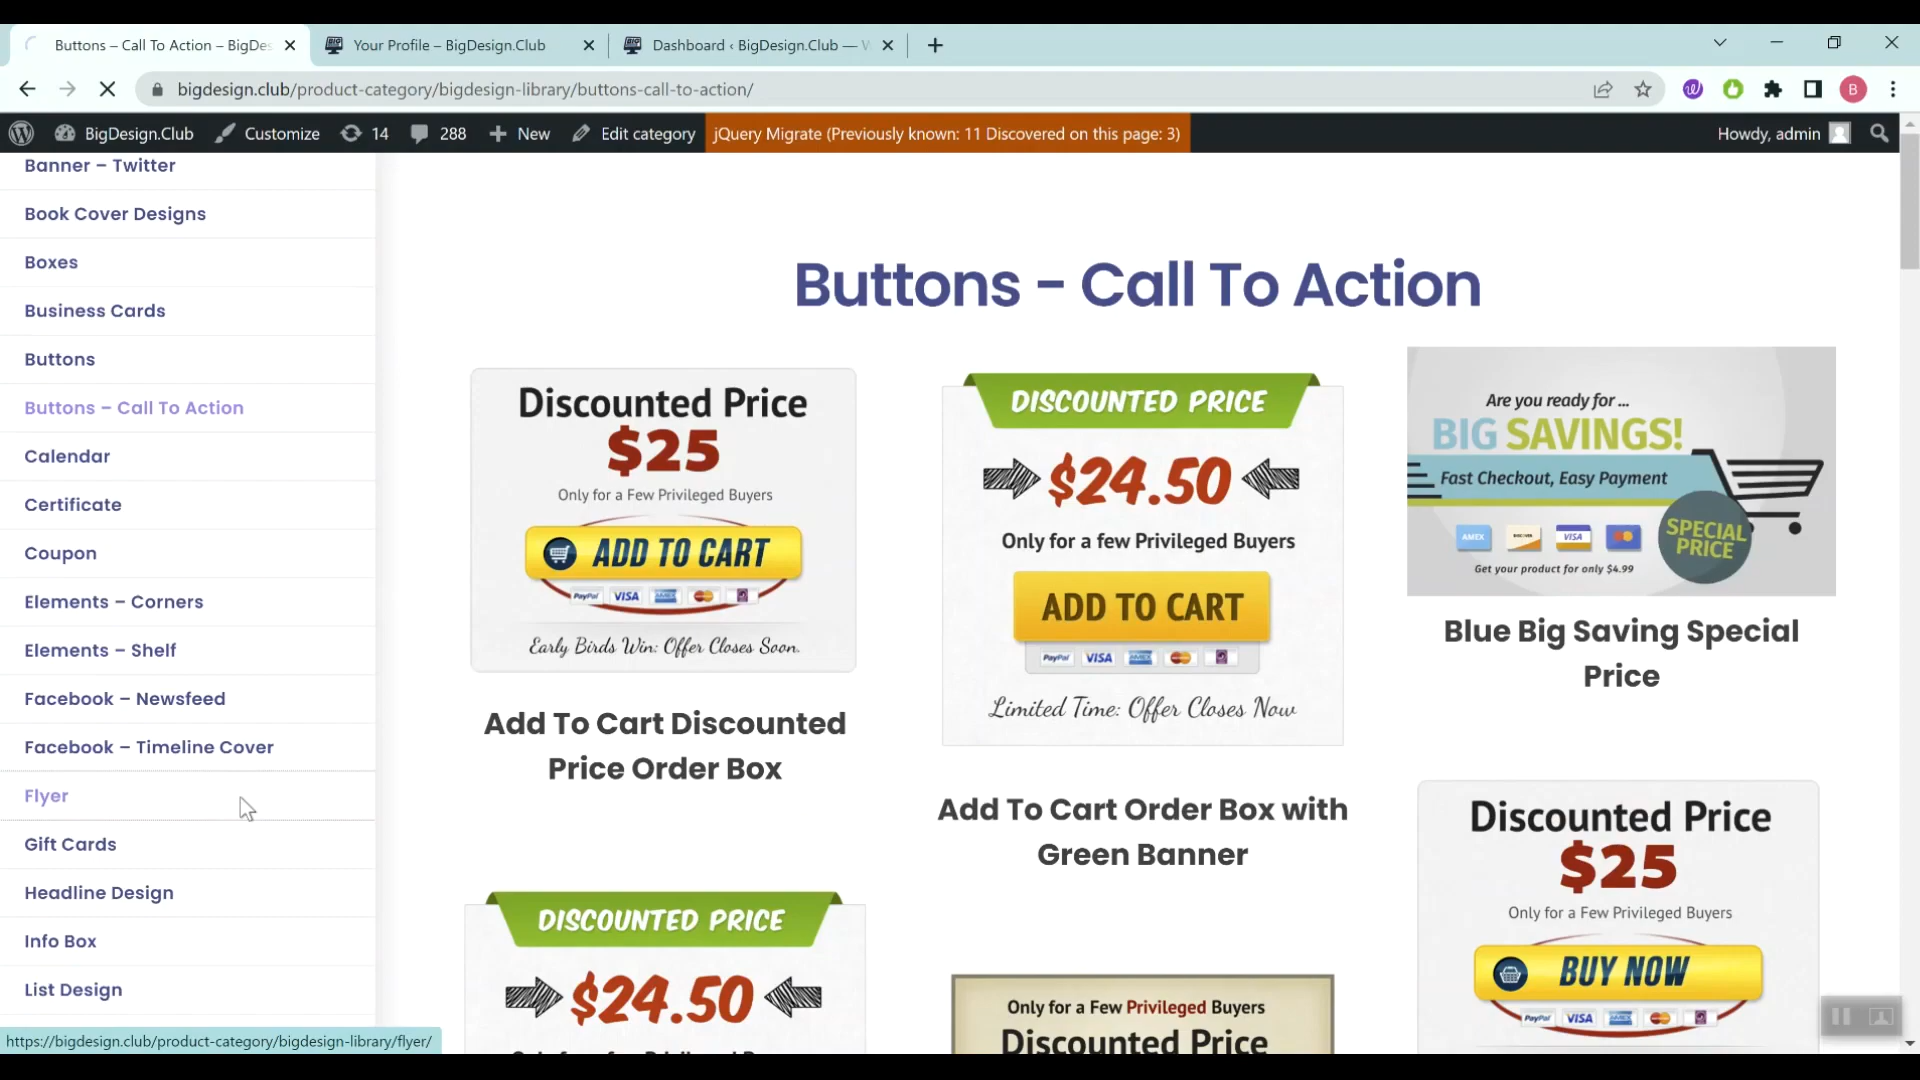 Buttons – Call To Action – BigDes
Your Profile – BigDesign.Club
Dashboard ‹ BigDesign.Club — W
bigdesign.club/product-category/bigdesign-library/buttons-call-to-action/
B
BigDesign.Club
Customize
14
288
New
Edit category
jQuery Migrate (Previously known: 11 Discovered on this page: 3)
Howdy, admin
Banner – Twitter
Book Cover Designs
Boxes
Business Cards
Buttons
Buttons – Call To Action
Calendar
Certificate
Coupon
Elements – Corners
Elements – Shelf
Facebook – Newsfeed
Facebook – Timeline Cover
Flyer
Gift Cards
Headline Design
Info Box
List Design
https://bigdesign.club/product-category/bigdesign-library/flyer/
Buttons - Call To Action
Discounted Price
$25
Only for a Few Privileged Buyers
ADD TO CART
PayPal VISA AMEX
Early Birds Win: Offer Closes Soon.
Add To Cart Discounted
Price Order Box
DISCOUNTED PRICE
$24.50
Only for a few Privileged Buyers
ADD TO CART
PayPal VISA AMEX
Limited Time: Offer Closes Now
Add To Cart Order Box with
Green Banner
Are you ready for ...
BIG SAVINGS!
Fast Checkout, Easy Payment
AMEX DISCOVER VISA
SPECIAL
PRICE
Get your product for only $4.99
Blue Big Saving Special
Price
DISCOUNTED PRICE
$24.50
Only for a Few Privileged Buyers
Discounted Price
Discounted Price
$25
Only for a Few Privileged Buyers
BUY NOW
PayPal VISA AMEX